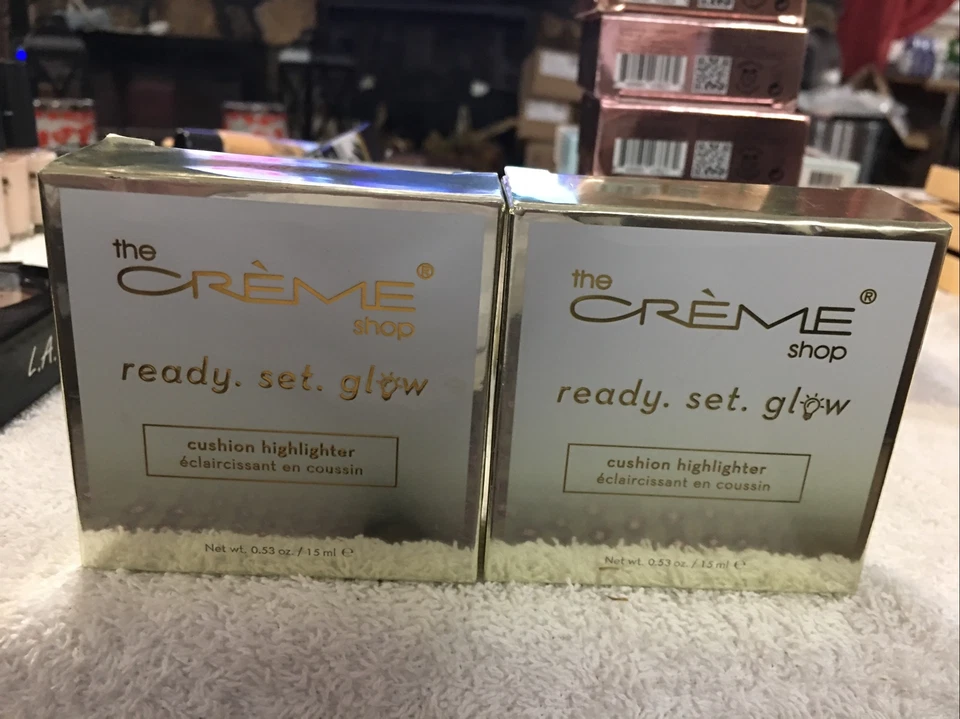 the
CRÈME®
shop
ready. set. glow
cushion highlighter
éclaircissant en coussin
Net wt. 0.53 oz. / 15 ml ℮
the
CRÈME®
shop
ready. set. glow
cushion highlighter
éclaircissant en coussin
Net wt. 0.53 oz. / 15 ml ℮
L.A.